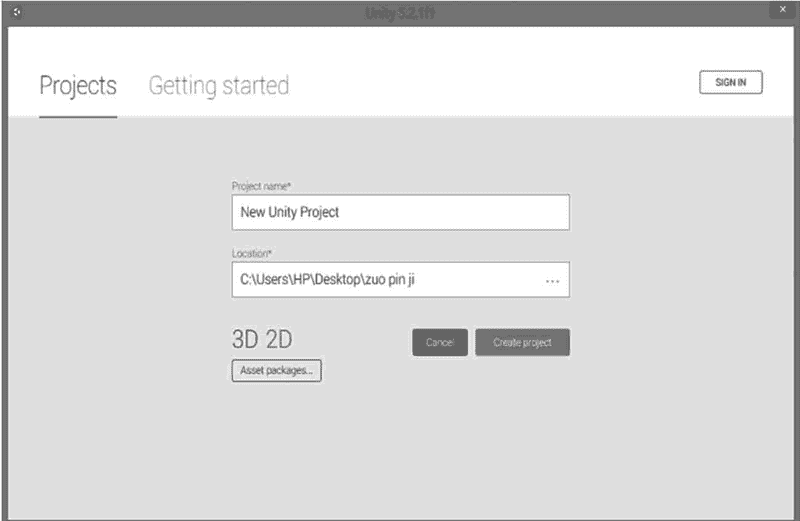 Unity 5.2.1f1
Projects Getting started SIGN IN
Project name*
New Unity Project
Location*
C:\Users\HP\Desktop\zuo pin ji ...
3D 2D
Cancel Create project
Asset packages...